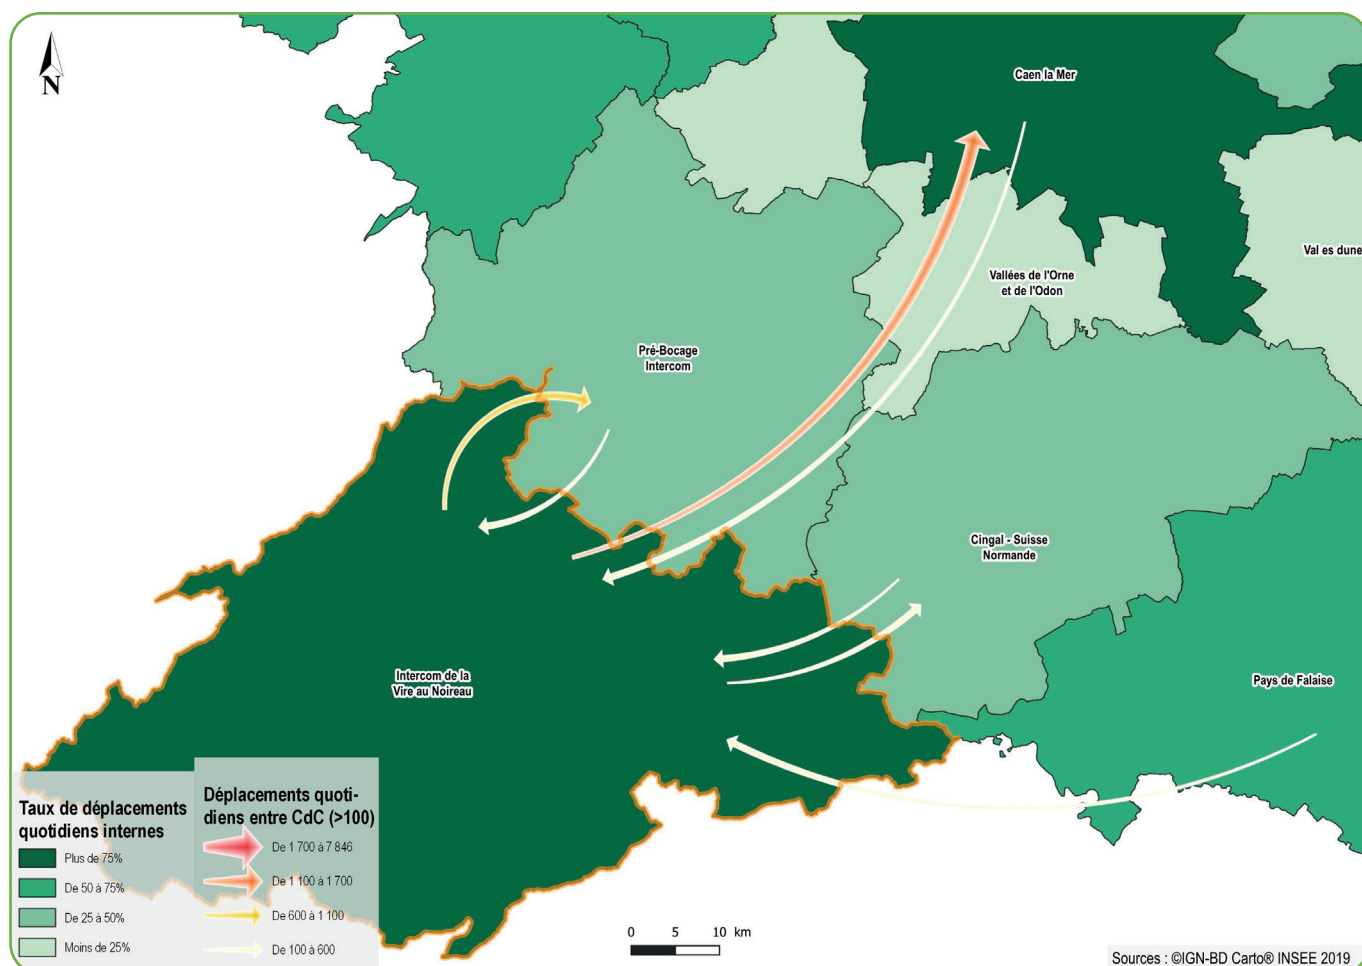 N
Caen la Mer
Val es dune
Vallées de l'Orne
et de l'Odon
Pré-Bocage
Intercom
Cingal - Suisse
Normande
Intercom de la
Vire au Noireau
Pays de Falaise
Taux de déplacements
quotidiens internes
Plus de 75%
De 50 à 75%
De 25 à 50%
Moins de 25%
Déplacements quoti-
diens entre CdC (>100)
De 1 700 à 7 846
De 1 100 à 1 700
De 600 à 1 100
De 100 à 600
0 5 10 km
Sources : ©IGN-BD Carto® INSEE 2019